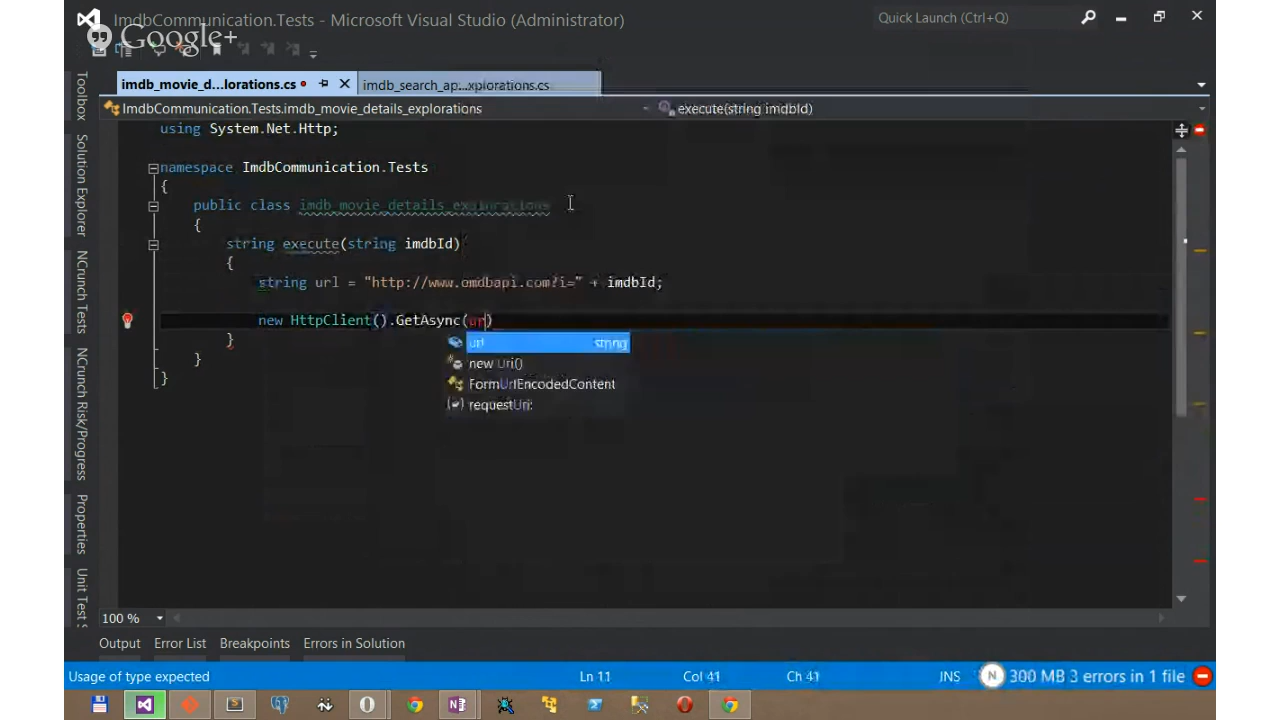 ImdbCommunication.Tests - Microsoft Visual Studio (Administrator)
Quick Launch (Ctrl+Q)
Google+
imdb_movie_d...lorations.cs
imdb_search_ap...xplorations.cs
ImdbCommunication.Tests.imdb_movie_details_explorations
execute(string imdbId)
using System.Net.Http;
namespace ImdbCommunication.Tests
{
public class imdb_movie_details_explorations
{
string execute(string imdbId)
{
string url = "http://www.omdbapi.com?i=" + imdbId;
new HttpClient().GetAsync(ur)
}
}
}
url string
new Uri()
FormUrlEncodedContent
requestUri:
Toolbox
Solution Explorer
NCrunch Tests
NCrunch Risk/Progress
Properties
Unit Test S
100 %
Output Error List Breakpoints Errors in Solution
Usage of type expected
Ln 11
Col 41
Ch 41
INS
N
300 MB 3 errors in 1 file